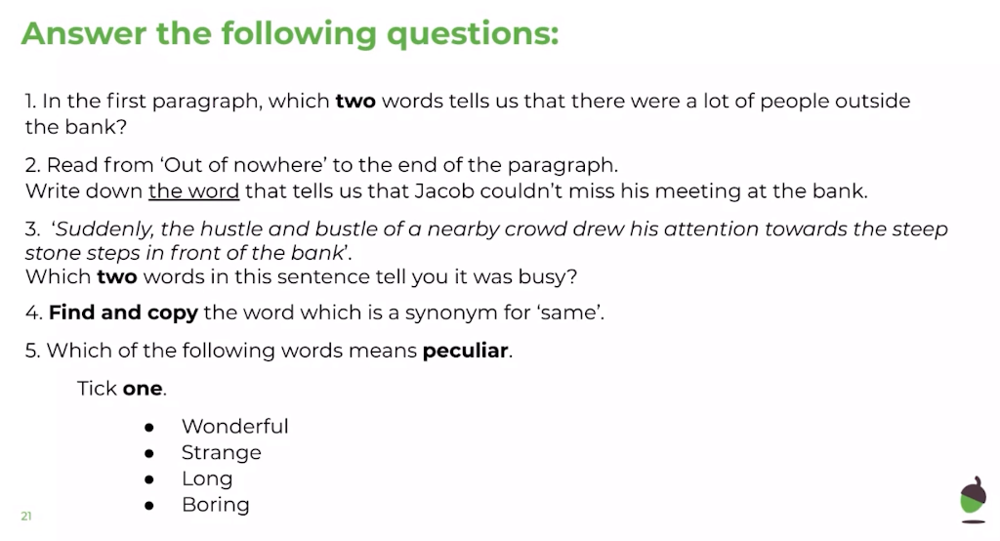 Answer the following questions:
1. In the first paragraph, which two words tells us that there were a lot of people outside
the bank?
2. Read from ‘Out of nowhere’ to the end of the paragraph.
Write down the word that tells us that Jacob couldn’t miss his meeting at the bank.
3. ‘Suddenly, the hustle and bustle of a nearby crowd drew his attention towards the steep
stone steps in front of the bank’.
Which two words in this sentence tell you it was busy?
4. Find and copy the word which is a synonym for ‘same’.
5. Which of the following words means peculiar.
Tick one.
● Wonderful
● Strange
● Long
● Boring
21